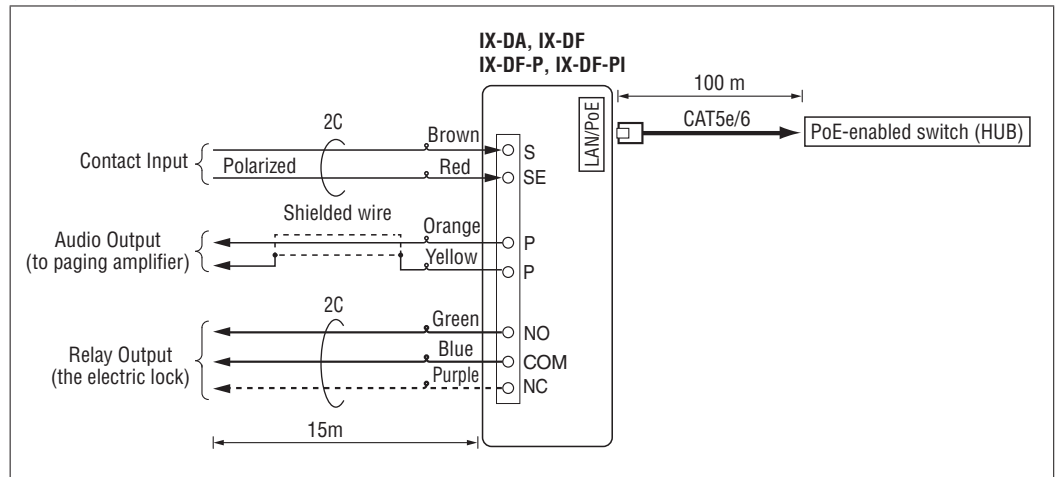 IX-DA, IX-DF
IX-DF-P, IX-DF-PI
100 m
LAN/PoE
CAT5e/6
PoE-enabled switch (HUB)
2C
Brown
S
Contact Input
Polarized
Red
SE
Shielded wire
Orange
P
Audio Output
(to paging amplifier)
Yellow
P
2C
Green
NO
Relay Output
(the electric lock)
Blue
COM
Purple
NC
15m